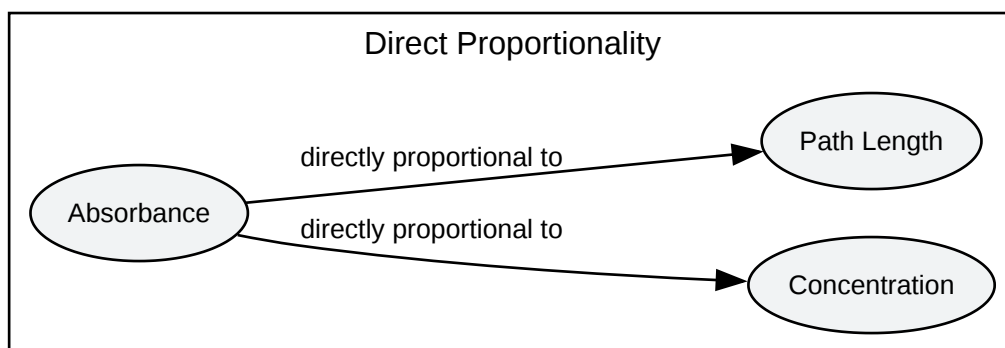 Direct Proportionality
directly proportional to
Path Length
Absorbance
directly proportional to
Concentration